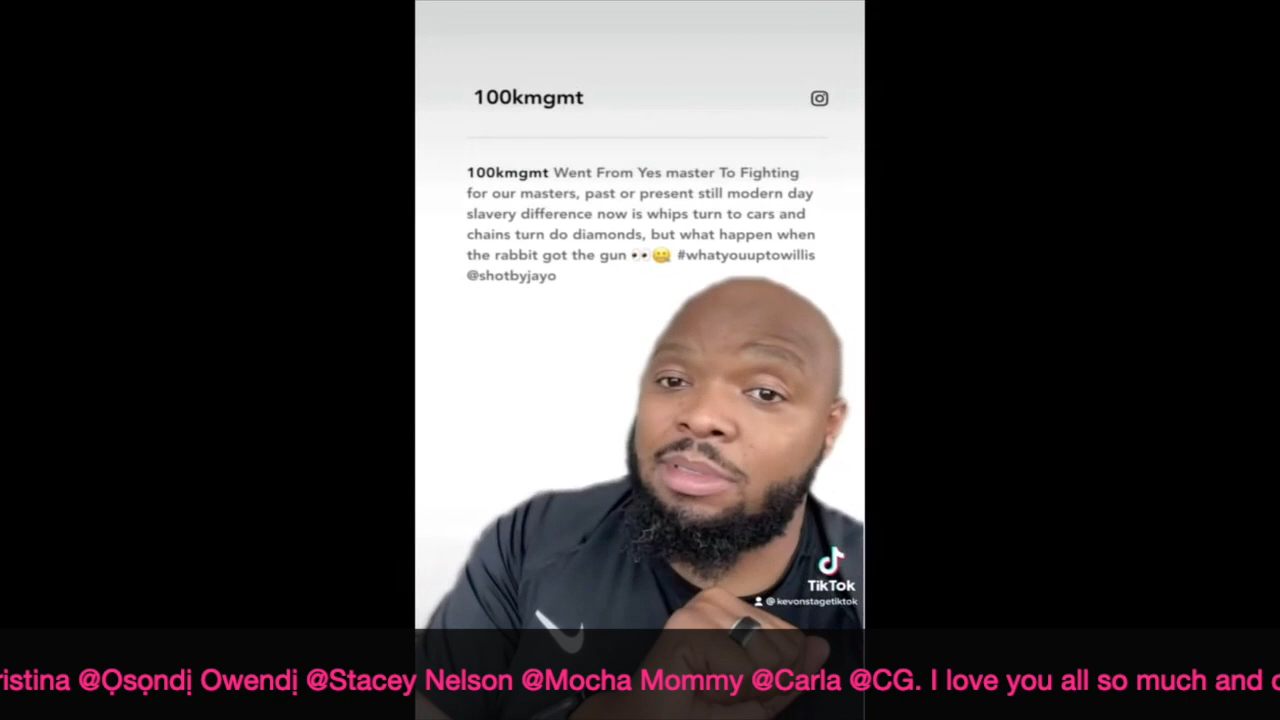 100kmgmt
100kmgmt Went From Yes master To Fighting
for our masters, past or present still modern day
slavery difference now is whips turn to cars and
chains turn do diamonds, but what happen when
the rabbit got the gun 👀🤐 #whatyouuptowillis
@shotbyjayo
TikTok
@kevonstagetiktok
ristina @Ọsọndị Owendị @Stacey Nelson @Mocha Mommy @Carla @CG. I love you all so much and